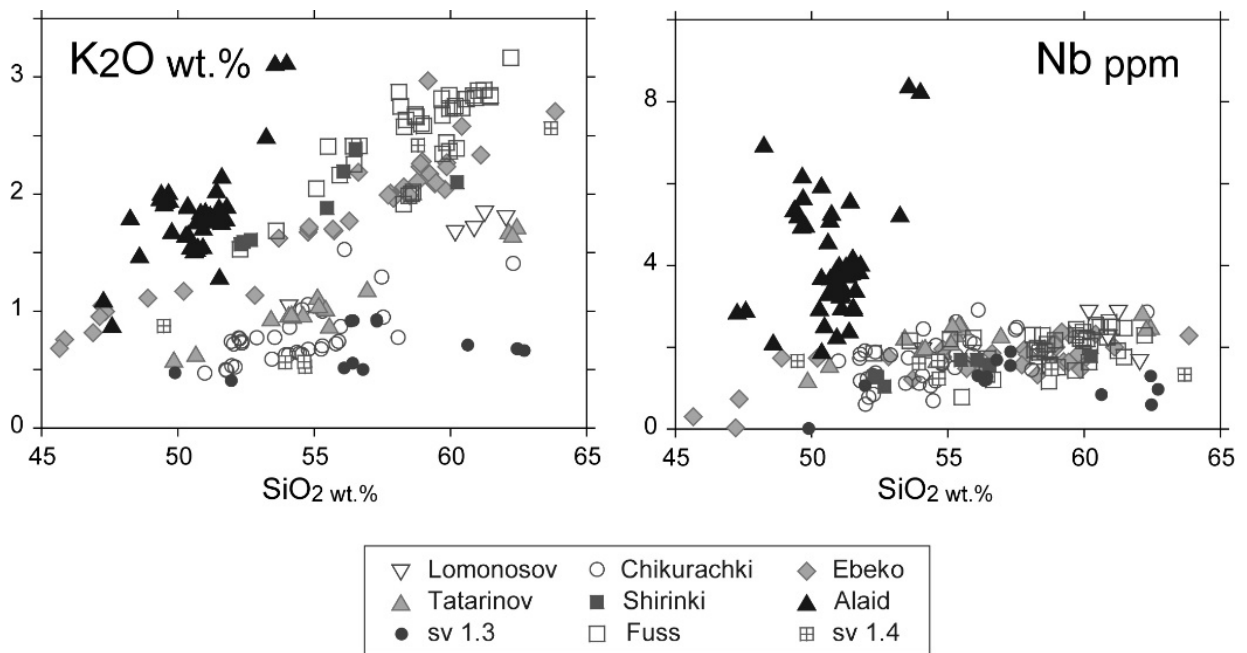 K2O wt.%
3
2
1
0
45 50 55 60 65
SiO2 wt.%
Nb ppm
8
4
0
45 50 55 60 65
SiO2 wt.%
Lomonosov Chikurachki Ebeko
Tatarinov Shirinki Alaid
sv 1.3 Fuss sv 1.4